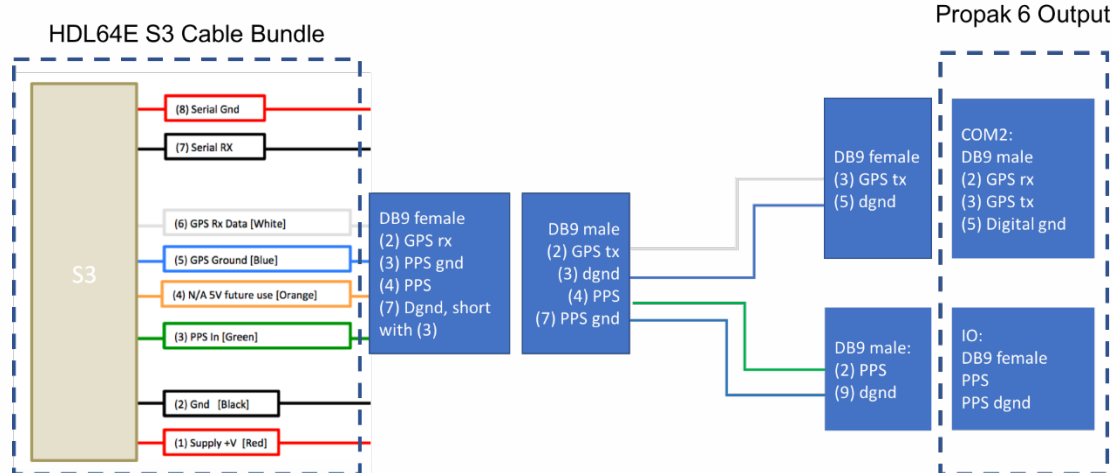 HDL64E S3 Cable Bundle
Propak 6 Output
S3
(8) Serial Gnd
(7) Serial RX
(6) GPS Rx Data [White]
(5) GPS Ground [Blue]
(4) N/A 5V future use [Orange]
(3) PPS In [Green]
(2) Gnd [Black]
(1) Supply +V [Red]
DB9 female
(2) GPS rx
(3) PPS gnd
(4) PPS
(7) Dgnd, short
with (3)
DB9 male
(2) GPS tx
(3) dgnd
(4) PPS
(7) PPS gnd
DB9 female
(3) GPS tx
(5) dgnd
DB9 male:
(2) PPS
(9) dgnd
COM2:
DB9 male
(2) GPS rx
(3) GPS tx
(5) Digital gnd
IO:
DB9 female
PPS
PPS dgnd